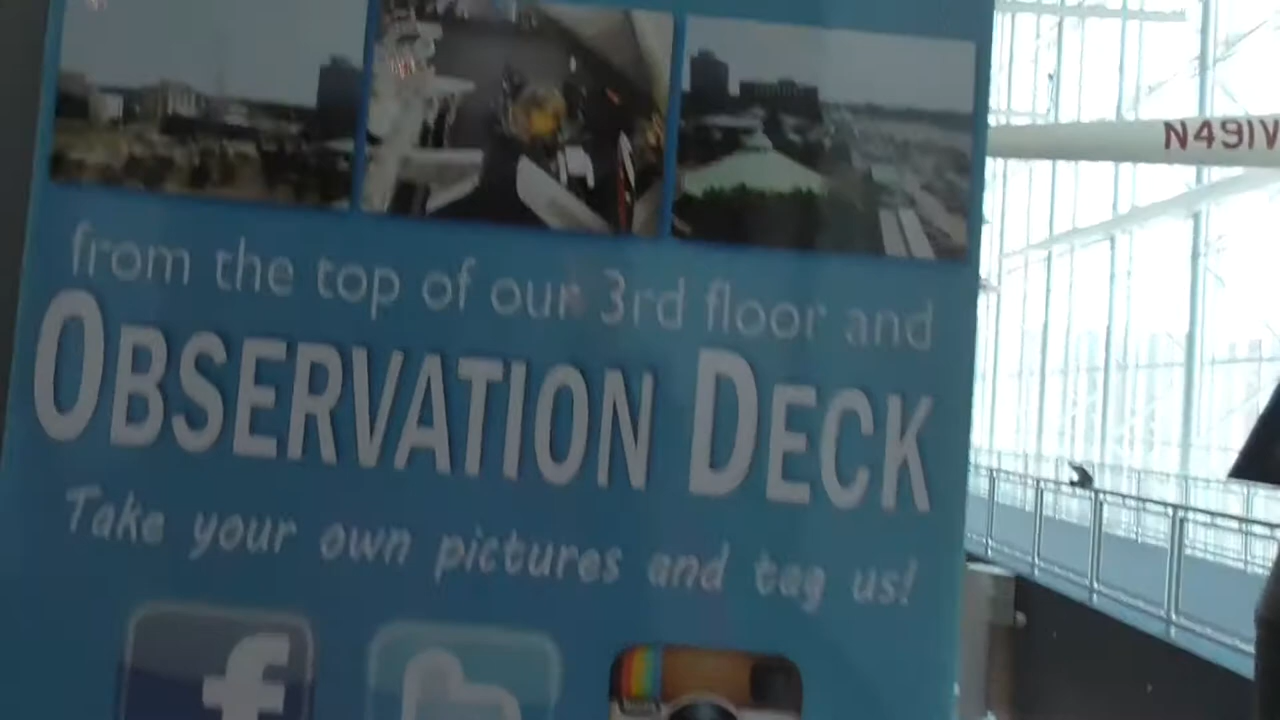 from the top of our 3rd floor and
OBSERVATION DECK
Take your own pictures and tag us!
N491V